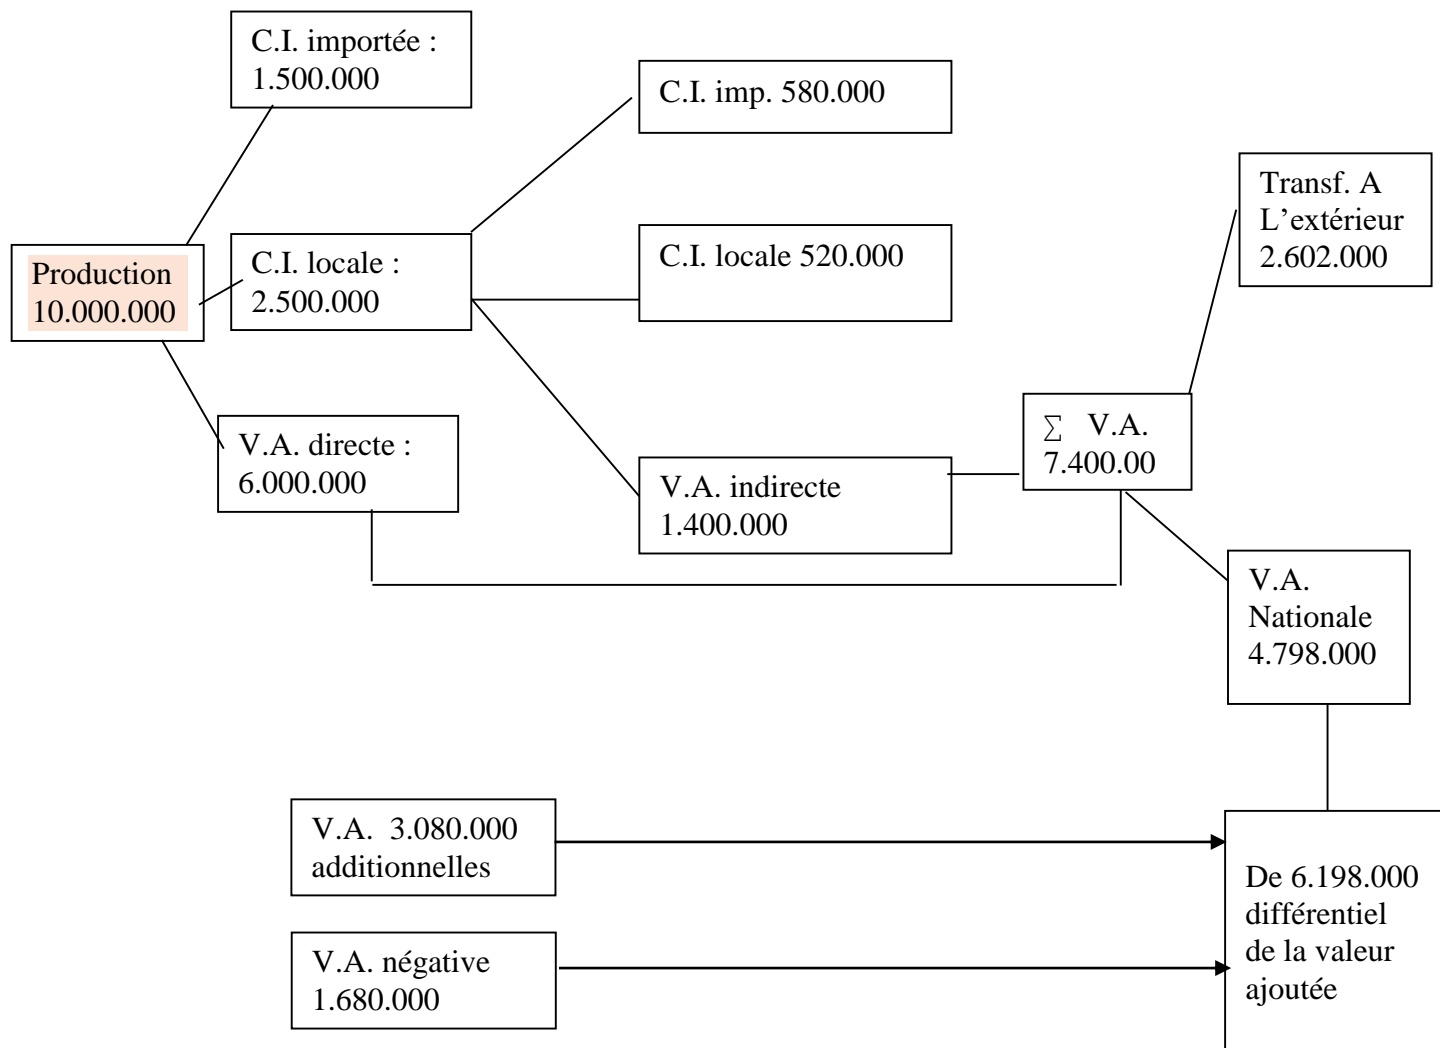 C.I. importée :
1.500.000
C.I. imp. 580.000
Transf. A
L’extérieur
2.602.000
Production
10.000.000
C.I. locale :
2.500.000
C.I. locale 520.000
V.A. directe :
6.000.000
V.A. indirecte
1.400.000
∑ V.A.
7.400.00
V.A.
Nationale
4.798.000
V.A. 3.080.000
additionnelles
V.A. négative
1.680.000
De 6.198.000
différentiel
de la valeur
ajoutée